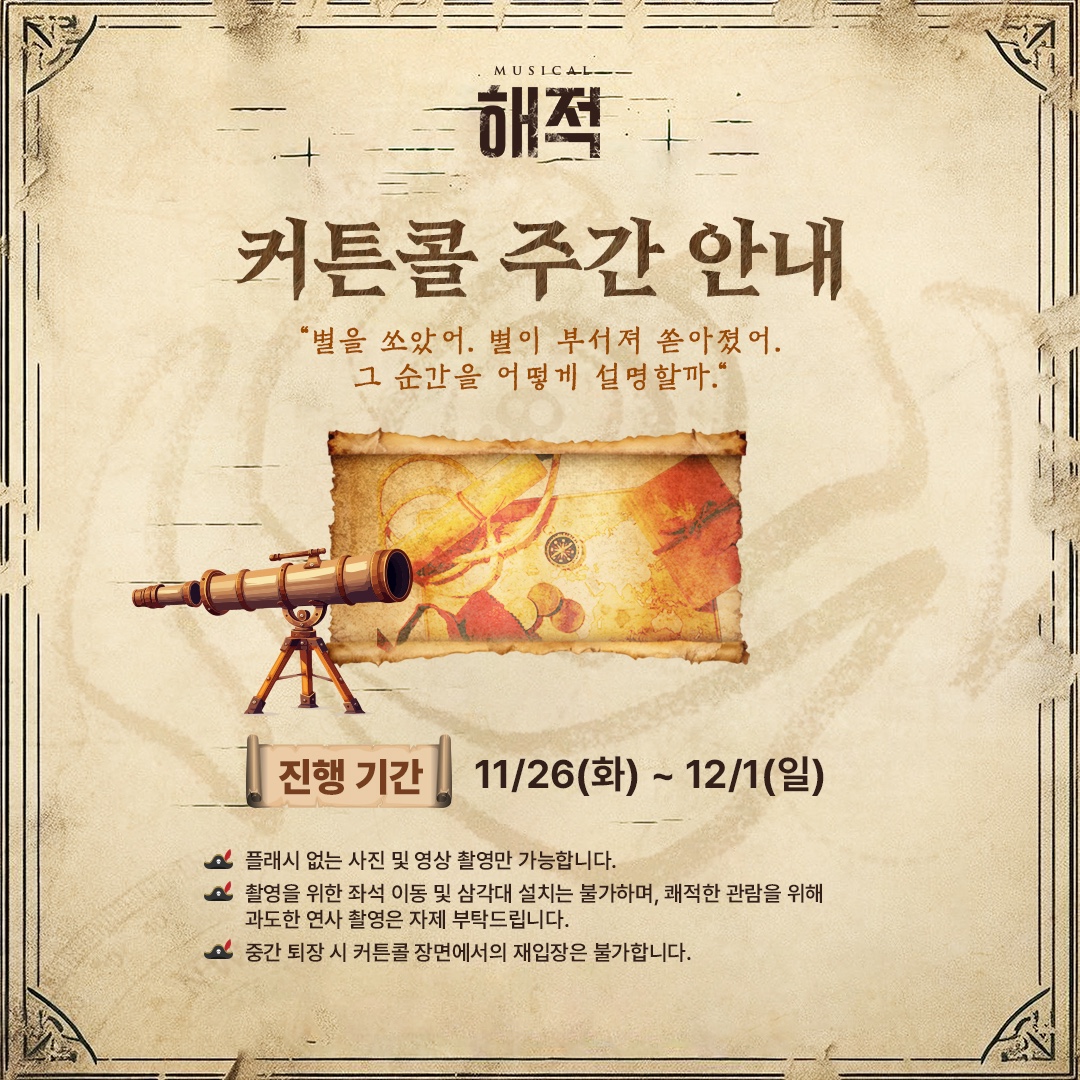 MUSICAL
해적
커튼콜 주간 안내
“별을 쏘았어. 별이 부서져 쏟아졌어.
그 순간을 어떻게 설명할까.“
진행 기간
11/26(화) ~ 12/1(일)
플래시 없는 사진 및 영상 촬영만 가능합니다.
촬영을 위한 좌석 이동 및 삼각대 설치는 불가하며, 쾌적한 관람을 위해
과도한 연사 촬영은 자제 부탁드립니다.
중간 퇴장 시 커튼콜 장면에서의 재입장은 불가합니다.